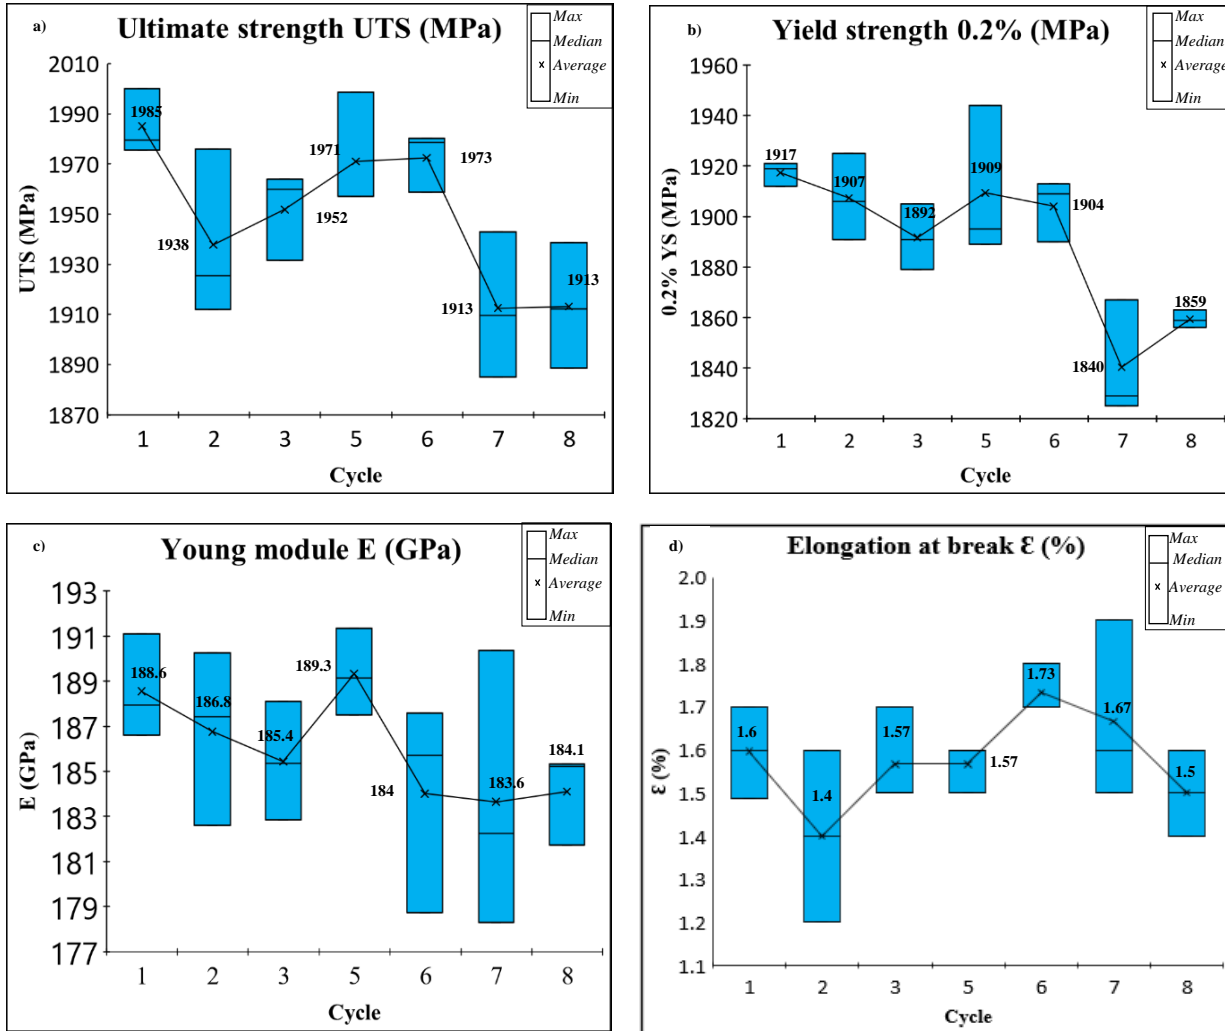 a)
Ultimate strength UTS (MPa)
Max
Median
× Average
Min
UTS (MPa)
2010
1990
1970
1950
1930
1910
1890
1870
1985
1938
1952
1971
1973
1913
1913
1 2 3 5 6 7 8
Cycle
b)
Yield strength 0.2% (MPa)
Max
Median
× Average
Min
0.2% YS (MPa)
1960
1940
1920
1900
1880
1860
1840
1820
1917
1907
1892
1909
1904
1840
1859
1 2 3 5 6 7 8
Cycle
c)
Young module E (GPa)
Max
Median
× Average
Min
E (GPa)
193
191
189
187
185
183
181
179
177
188.6
186.8
185.4
189.3
184
183.6
184.1
1 2 3 5 6 7 8
Cycle
d)
Elongation at break Ɛ (%)
Max
Median
× Average
Min
Ɛ (%)
2.0
1.9
1.8
1.7
1.6
1.5
1.4
1.3
1.2
1.1
1.6
1.4
1.57
1.57
1.73
1.67
1.5
1 2 3 5 6 7 8
Cycle